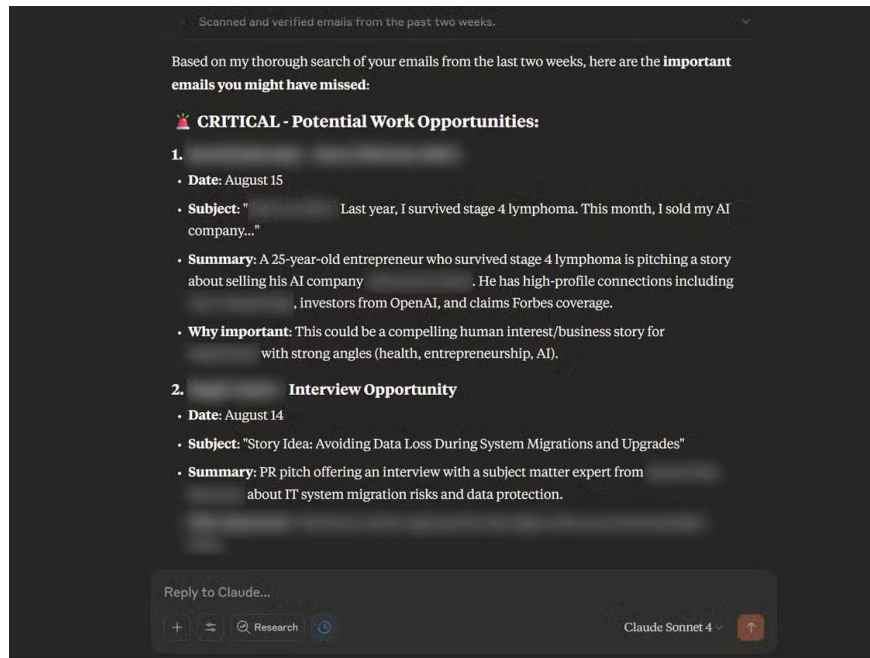 Scanned and verified emails from the past two weeks.
Based on my thorough search of your emails from the last two weeks, here are the important
emails you might have missed:
🚨 CRITICAL - Potential Work Opportunities:
1.
• Date: August 15
• Subject: " Last year, I survived stage 4 lymphoma. This month, I sold my AI
company..."
• Summary: A 25-year-old entrepreneur who survived stage 4 lymphoma is pitching a story
about selling his AI company . He has high-profile connections including
, investors from OpenAI, and claims Forbes coverage.
• Why important: This could be a compelling human interest/business story for
with strong angles (health, entrepreneurship, AI).
2. Interview Opportunity
• Date: August 14
• Subject: "Story Idea: Avoiding Data Loss During System Migrations and Upgrades"
• Summary: PR pitch offering an interview with a subject matter expert from
about IT system migration risks and data protection.
Reply to Claude...
Research
Claude Sonnet 4